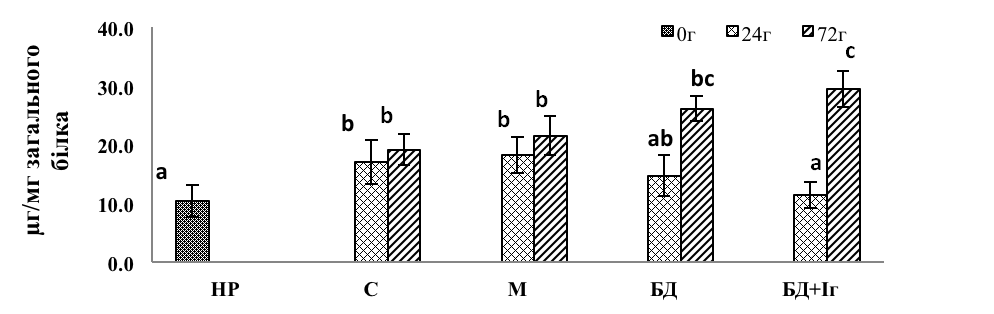 µг/мг загального
білка
40.0
30.0
20.0
10.0
0.0
0г 24г 72г
a
b b
b b
ab bc
a c
НР С М БД БД+Іг